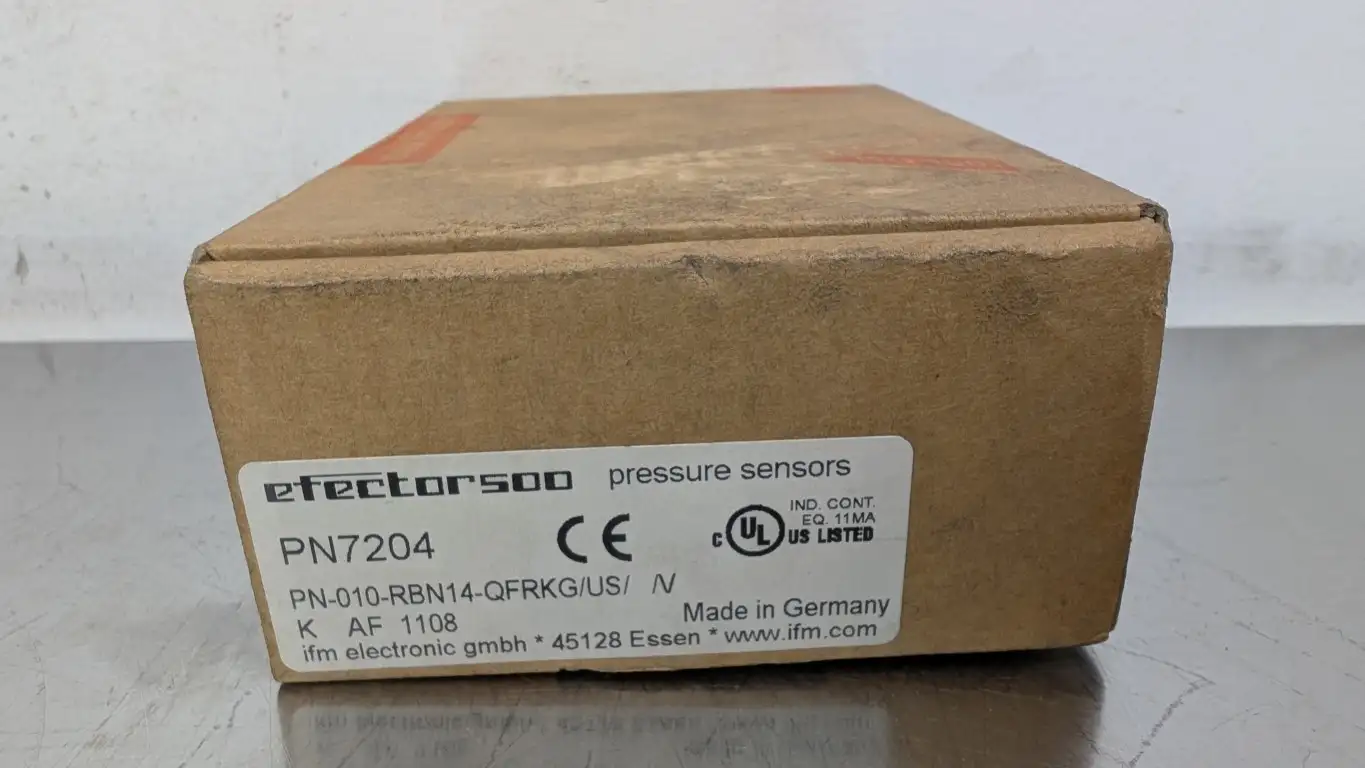 efector500 pressure sensors
PN7204 CE
C UL US LISTED
IND. CONT.
EQ. 11MA
PN-010-RBN14-QFRKG/US/ /V
K AF 1108
Made in Germany
ifm electronic gmbh * 45128 Essen * www.ifm.com